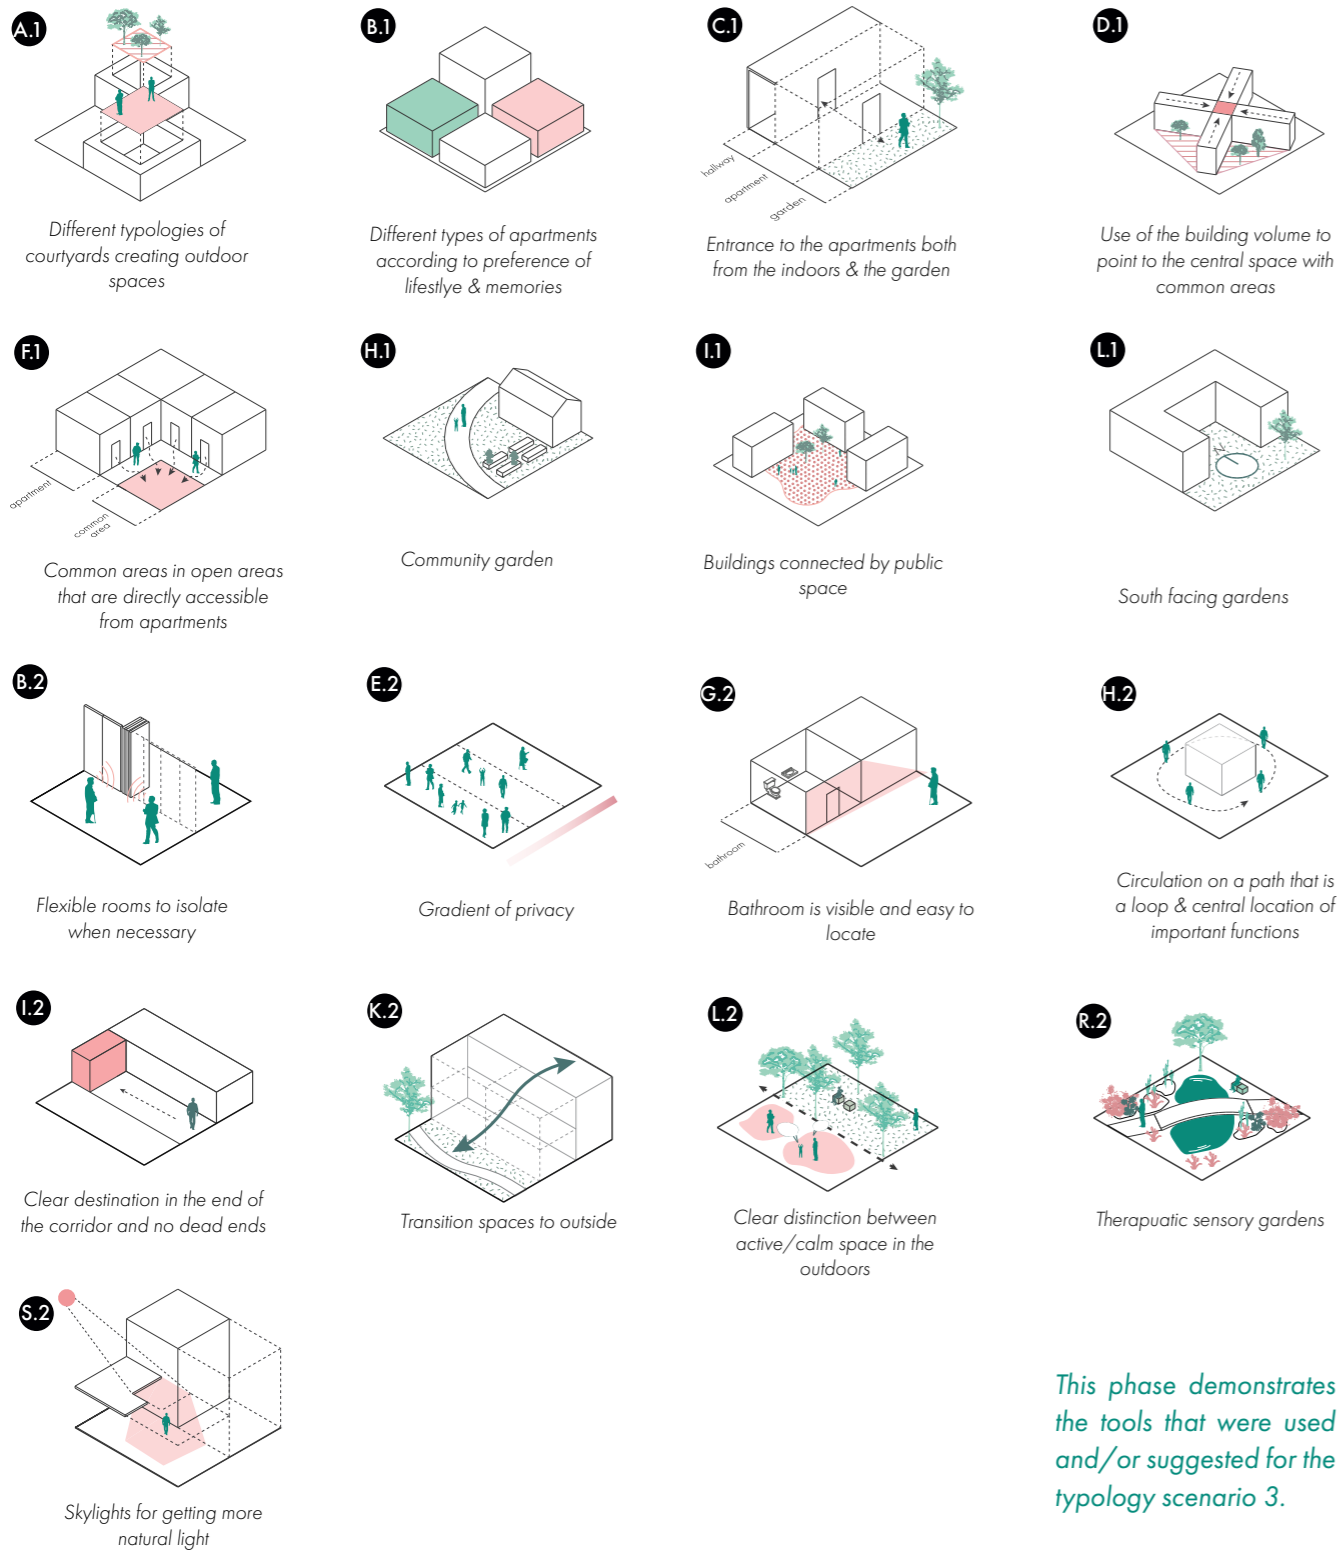 A.1
Different typologies of
courtyards creating outdoor
spaces
B.1
Different types of apartments
according to preference of
lifestlye & memories
C.1
hallway
apartment
garden
Entrance to the apartments both
from the indoors & the garden
D.1
Use of the building volume to
point to the central space with
common areas
F.1
apartment
common
area
Common areas in open areas
that are directly accessible
from apartments
H.1
Community garden
I.1
Buildings connected by public
space
L.1
N
South facing gardens
B.2
Flexible rooms to isolate
when necessary
E.2
Gradient of privacy
G.2
bathroom
Bathroom is visible and easy to
locate
H.2
Circulation on a path that is
a loop & central location of
important functions
I.2
Clear destination in the end of
the corridor and no dead ends
K.2
Transition spaces to outside
L.2
Clear distinction between
active/calm space in the
outdoors
R.2
Therapuatic sensory gardens
S.2
Skylights for getting more
natural light
This phase demonstrates
the tools that were used
and/or suggested for the
typology scenario 3.